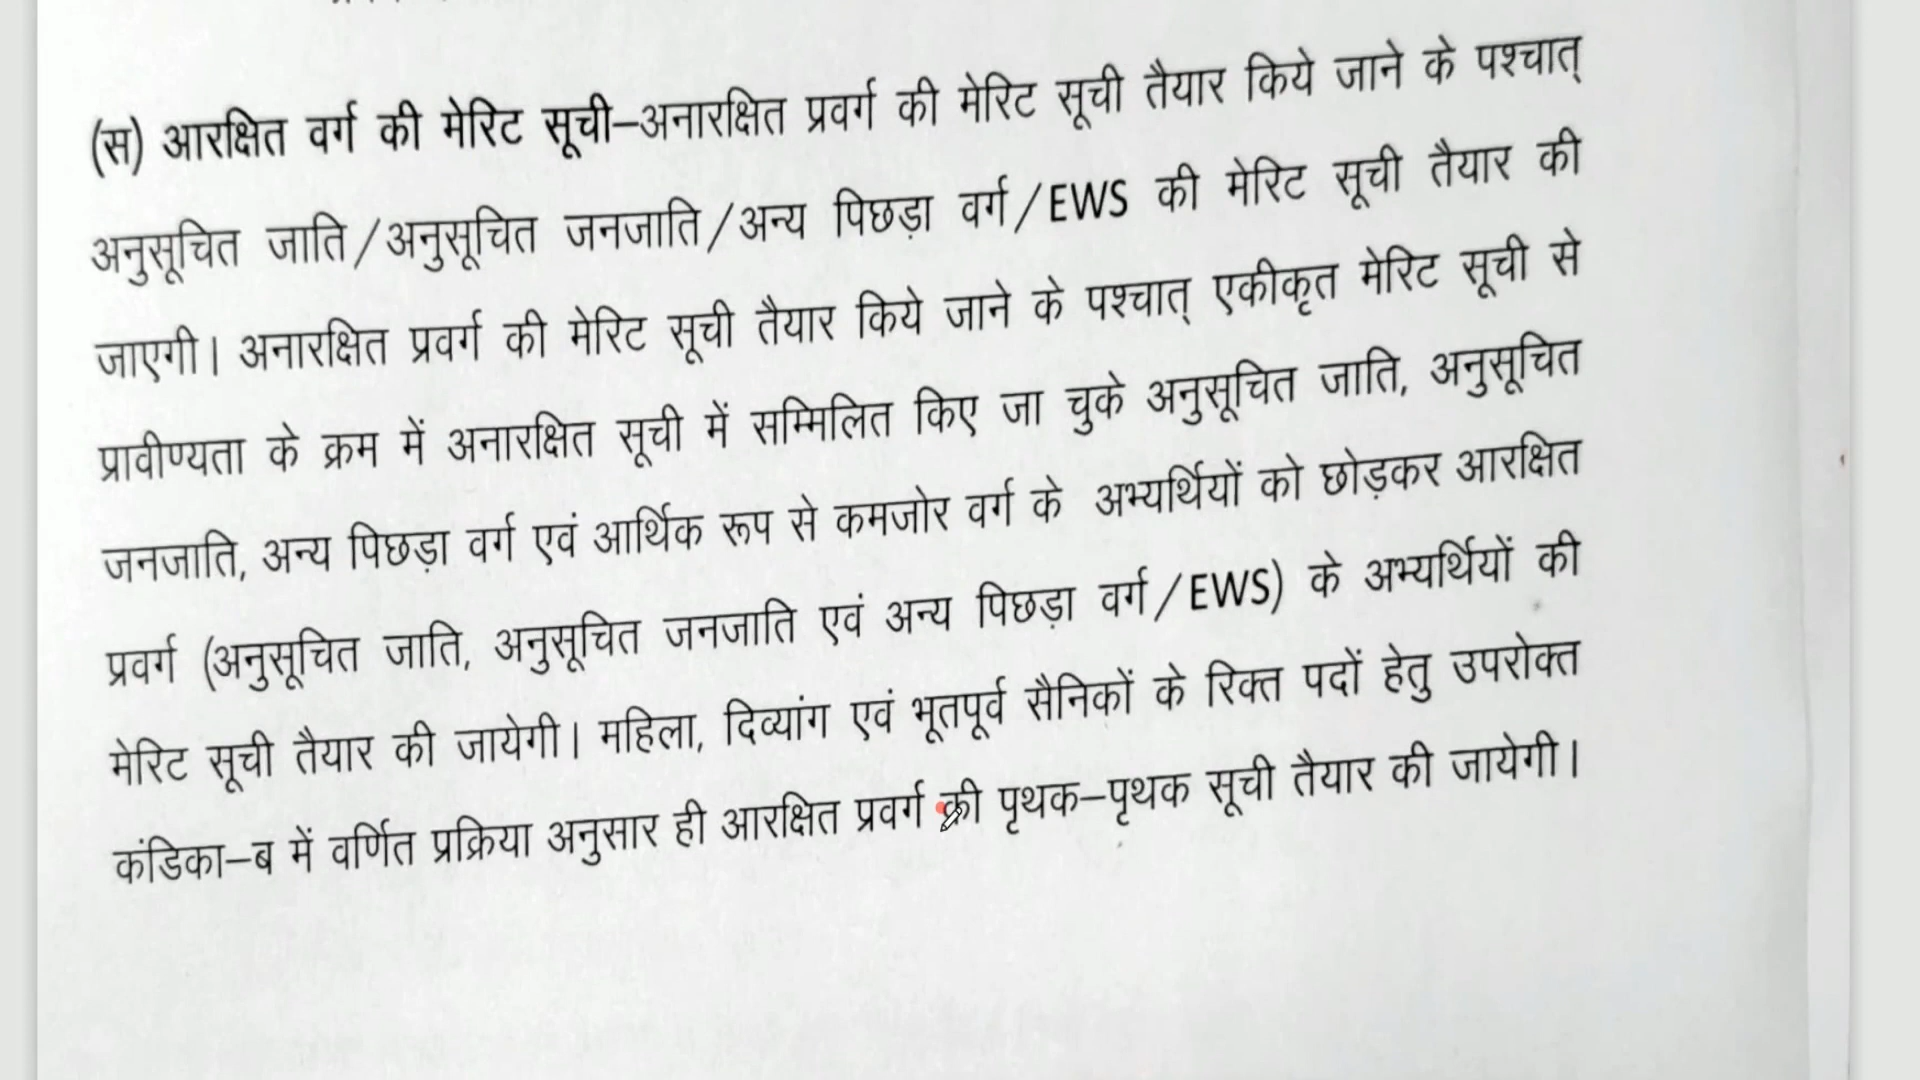 (स) आरक्षित वर्ग की मेरिट सूची–अनारक्षित प्रवर्ग की मेरिट सूची तैयार किये जाने के पश्चात्
अनुसूचित जाति/अनुसूचित जनजाति/अन्य पिछड़ा वर्ग/EWS की मेरिट सूची तैयार की
जाएगी। अनारक्षित प्रवर्ग की मेरिट सूची तैयार किये जाने के पश्चात् एकीकृत मेरिट सूची से
प्रावीण्यता के क्रम में अनारक्षित सूची में सम्मिलित किए जा चुके अनुसूचित जाति, अनुसूचित
जनजाति, अन्य पिछड़ा वर्ग एवं आर्थिक रूप से कमजोर वर्ग के अभ्यर्थियों को छोड़कर आरक्षित
प्रवर्ग (अनुसूचित जाति, अनुसूचित जनजाति एवं अन्य पिछड़ा वर्ग/EWS) के अभ्यर्थियों की
मेरिट सूची तैयार की जायेगी। महिला, दिव्यांग एवं भूतपूर्व सैनिकों के रिक्त पदों हेतु उपरोक्त
कंडिका–ब में वर्णित प्रक्रिया अनुसार ही आरक्षित प्रवर्ग की पृथक–पृथक सूची तैयार की जायेगी।